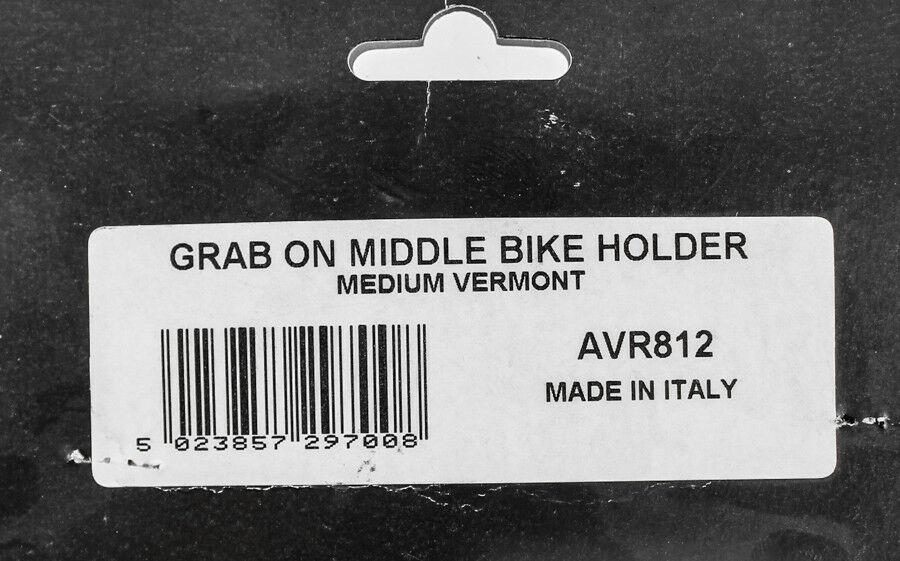 GRAB ON MIDDLE BIKE HOLDER
MEDIUM VERMONT
AVR812
MADE IN ITALY
5 023857 297008